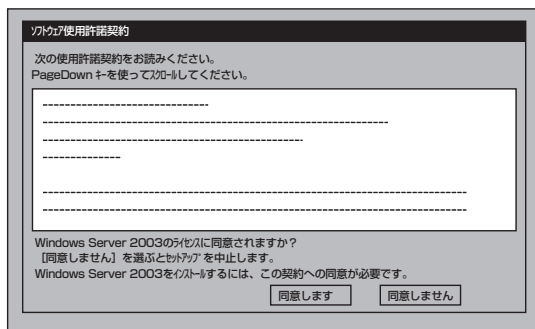 ソフトウェア使用許諾契約
次の使用許諾契約をお読みください。
PageDown キーを使ってスクロールしてください。
Windows Server 2003のライセンスに同意されますか？
［同意しません］を選ぶとセットアップを中止します。
Windows Server 2003をインストールするには、この契約への同意が必要です。
同意します 同意しません